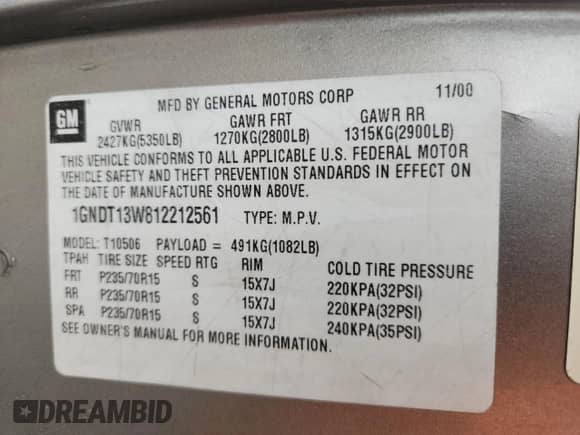 GM
MFD BY GENERAL MOTORS CORP 11/00
GVWR GAWR FRT GAWR RR
2427KG(5350LB) 1270KG(2800LB) 1315KG(2900LB)
THIS VEHICLE CONFORMS TO ALL APPLICABLE U.S. FEDERAL MOTOR
VEHICLE SAFETY AND THEFT PREVENTION STANDARDS IN EFFECT ON
THE DATE OF MANUFACTURE SHOWN ABOVE.
1GNDT13W612212561 TYPE: M.P.V.
MODEL: T10506 PAYLOAD = 491KG(1082LB)
TPAH TIRE SIZE SPEED RTG RIM COLD TIRE PRESSURE
FRT P235/70R15 S 15X7J 220KPA(32PSI)
RR P235/70R15 S 15X7J 220KPA(32PSI)
SPA P235/70R15 S 15X7J 240KPA(35PSI)
SEE OWNER'S MANUAL FOR MORE INFORMATION.
DREAMBID